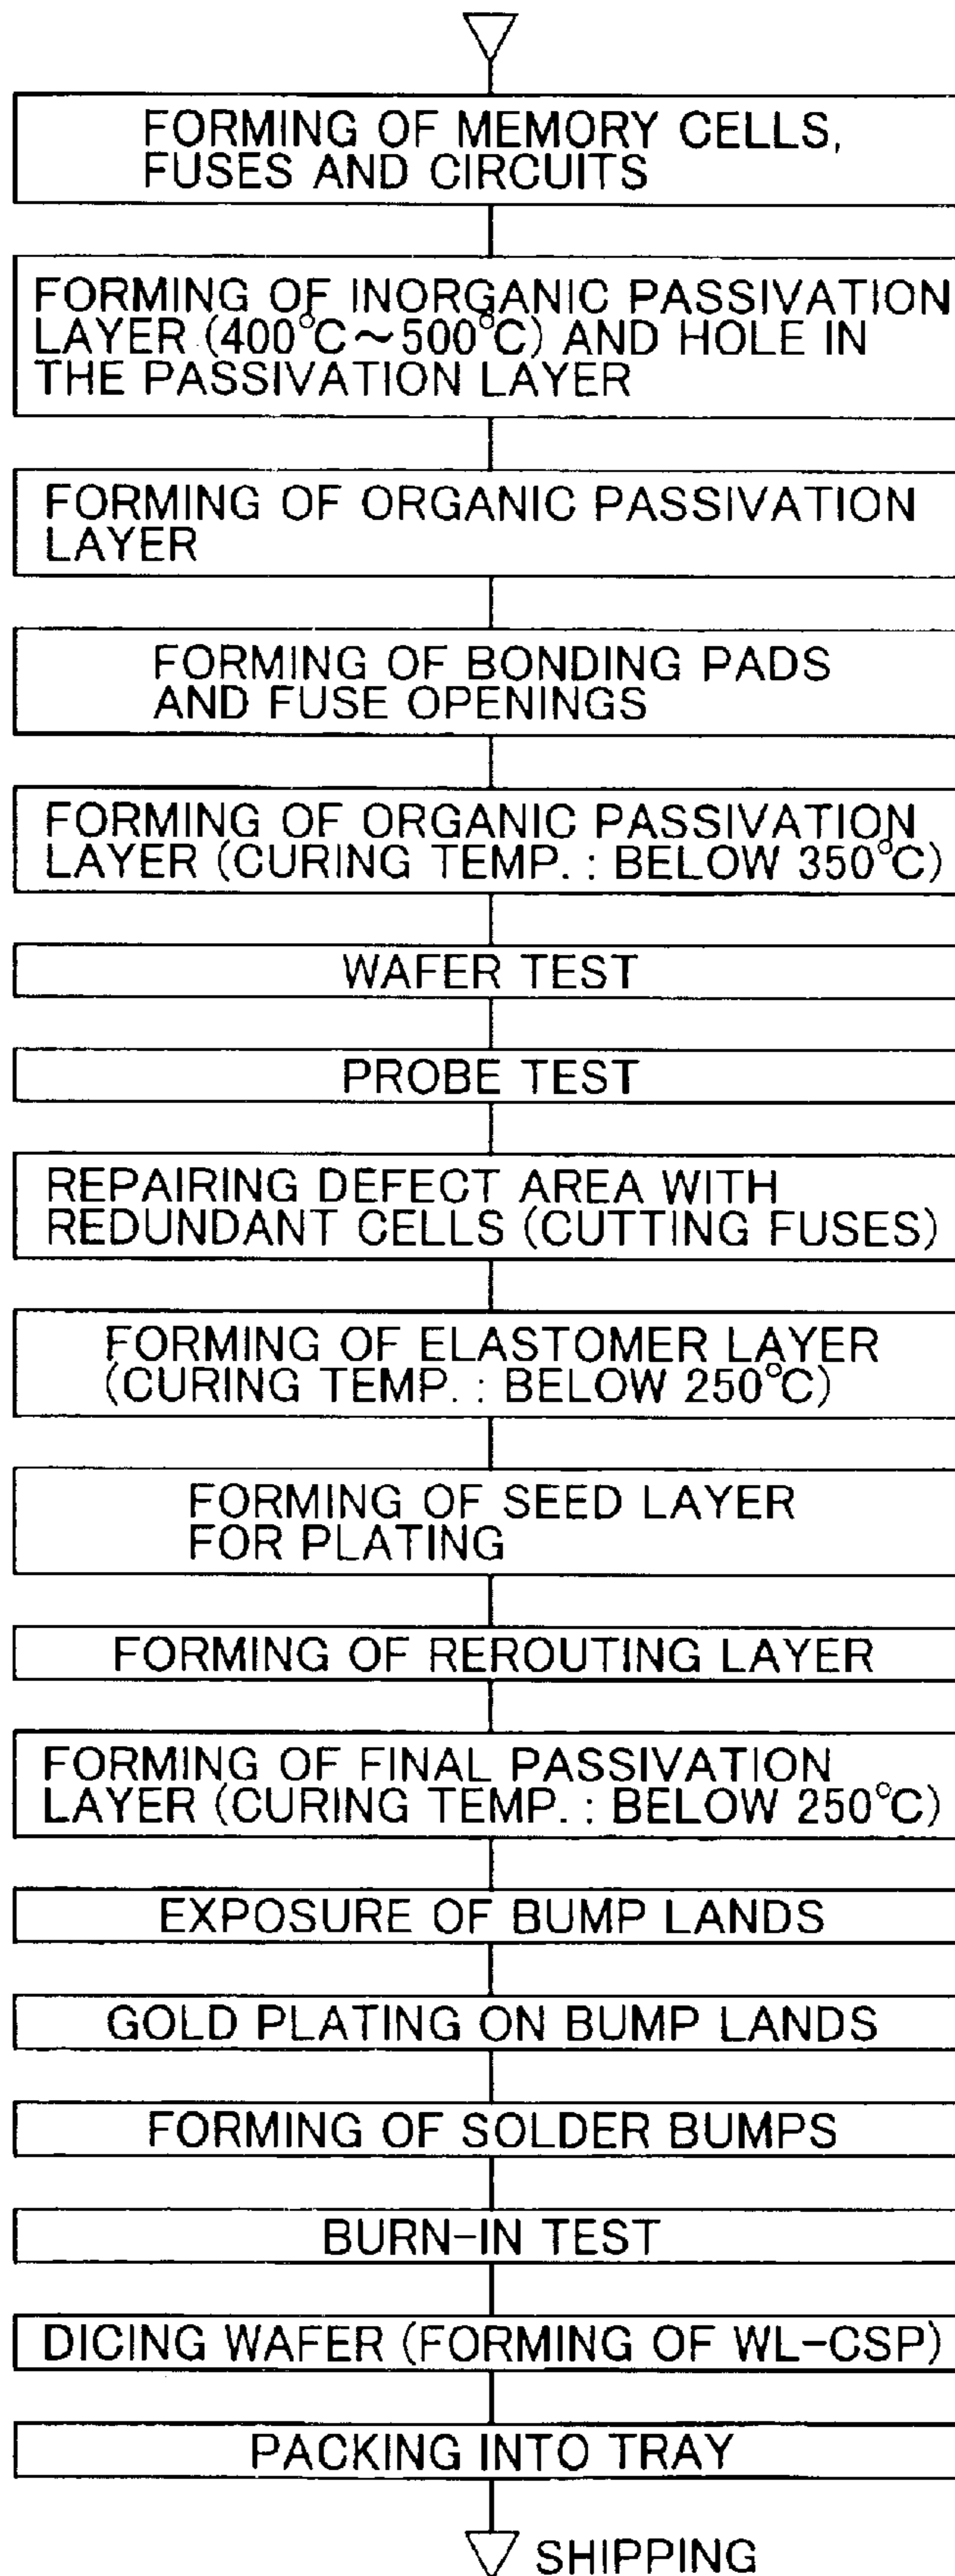 FORMING OF MEMORY CELLS,
FUSES AND CIRCUITS
FORMING OF INORGANIC PASSIVATION
LAYER (400°C～500°C) AND HOLE IN
THE PASSIVATION LAYER
FORMING OF ORGANIC PASSIVATION
LAYER
FORMING OF BONDING PADS
AND FUSE OPENINGS
FORMING OF ORGANIC PASSIVATION
LAYER (CURING TEMP. : BELOW 350°C)
WAFER TEST
PROBE TEST
REPAIRING DEFECT AREA WITH
REDUNDANT CELLS (CUTTING FUSES)
FORMING OF ELASTOMER LAYER
(CURING TEMP. : BELOW 250°C)
FORMING OF SEED LAYER
FOR PLATING
FORMING OF REROUTING LAYER
FORMING OF FINAL PASSIVATION
LAYER (CURING TEMP. : BELOW 250°C)
EXPOSURE OF BUMP LANDS
GOLD PLATING ON BUMP LANDS
FORMING OF SOLDER BUMPS
BURN-IN TEST
DICING WAFER (FORMING OF WL-CSP)
PACKING INTO TRAY
SHIPPING